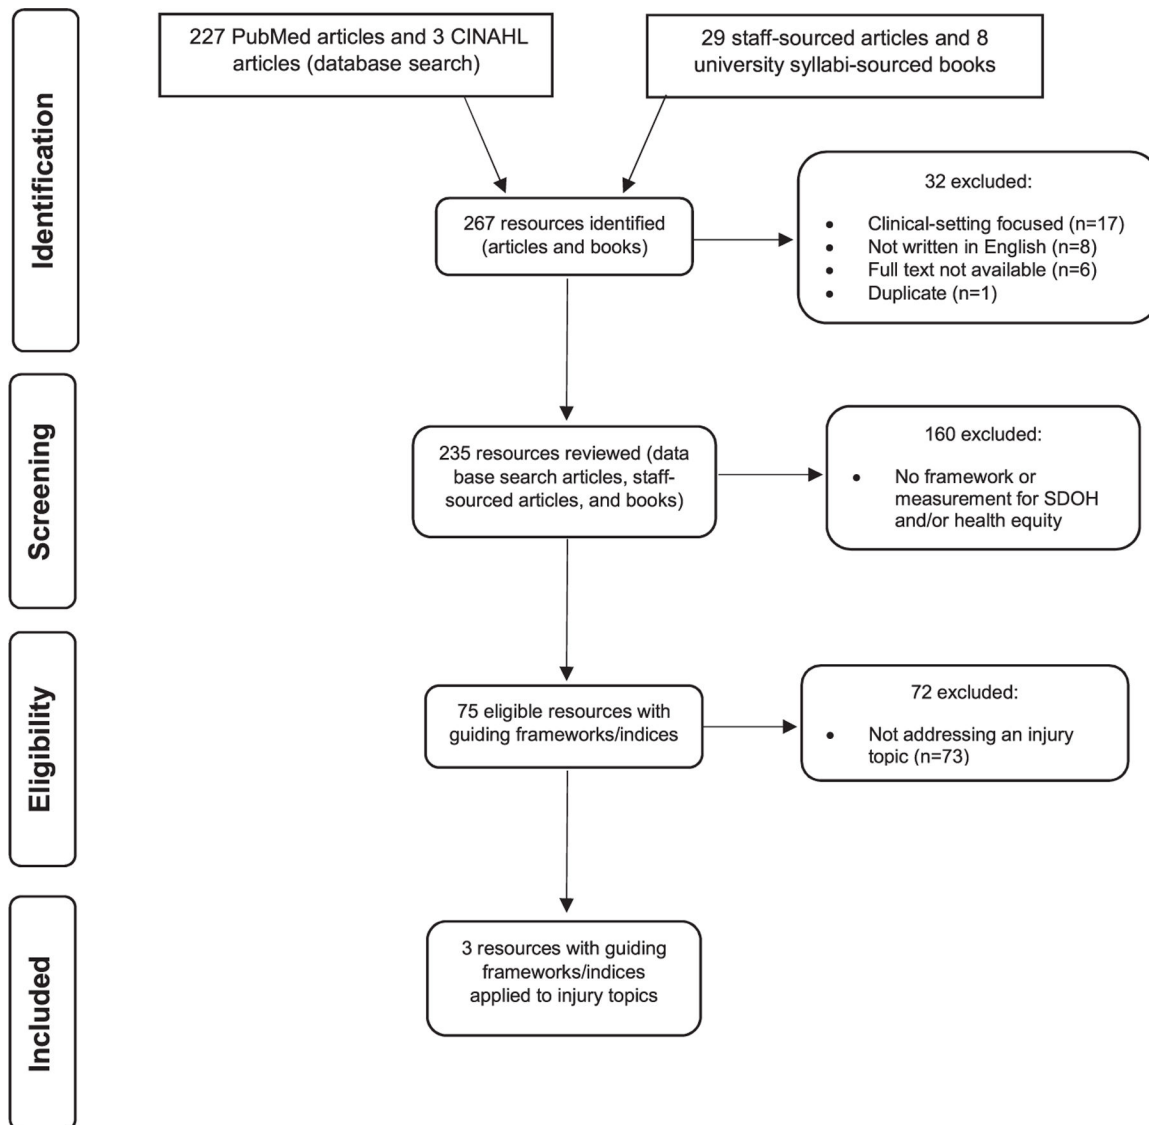 Identification
227 PubMed articles and 3 CINAHL
articles (database search)
29 staff-sourced articles and 8
university syllabi-sourced books
267 resources identified
(articles and books)
32 excluded:
• Clinical-setting focused (n=17)
• Not written in English (n=8)
• Full text not available (n=6)
• Duplicate (n=1)
Screening
235 resources reviewed (data
base search articles, staff-
sourced articles, and books)
160 excluded:
• No framework or
measurement for SDOH
and/or health equity
Eligibility
75 eligible resources with
guiding frameworks/indices
72 excluded:
• Not addressing an injury
topic (n=73)
Included
3 resources with guiding
frameworks/indices
applied to injury topics